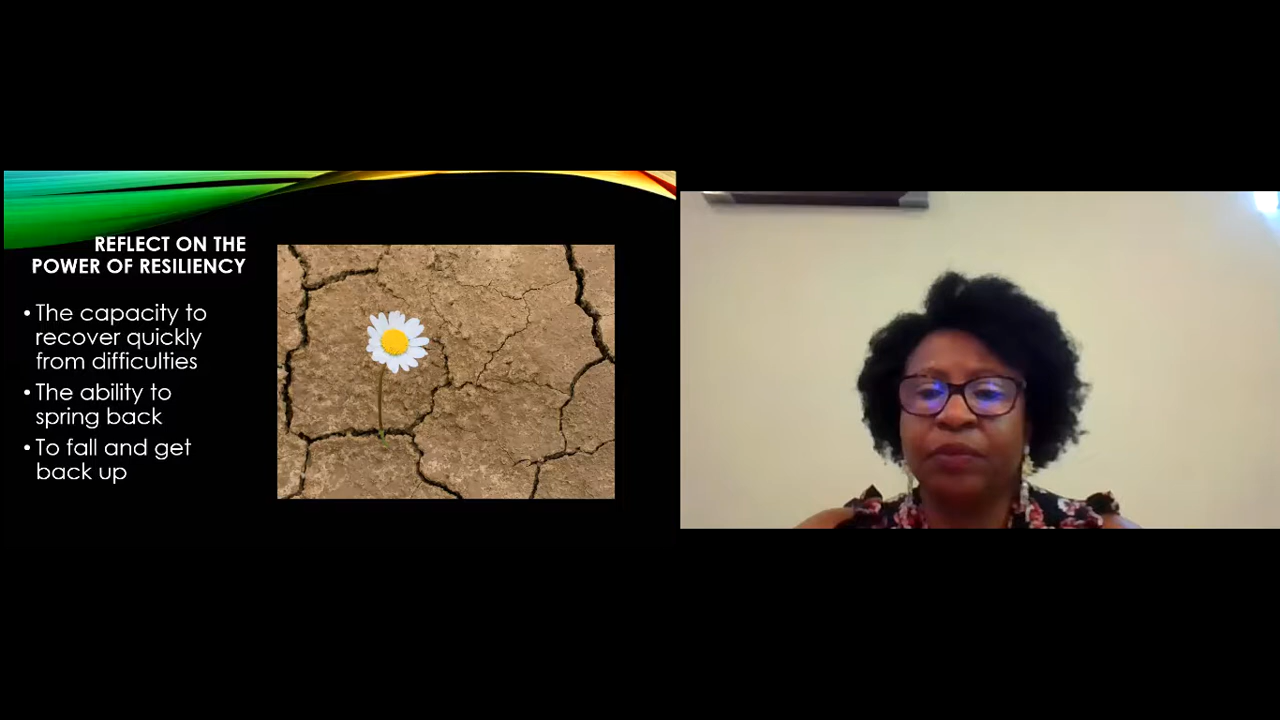 REFLECT ON THE
POWER OF RESILIENCY
• The capacity to
recover quickly
from difficulties
• The ability to
spring back
• To fall and get
back up